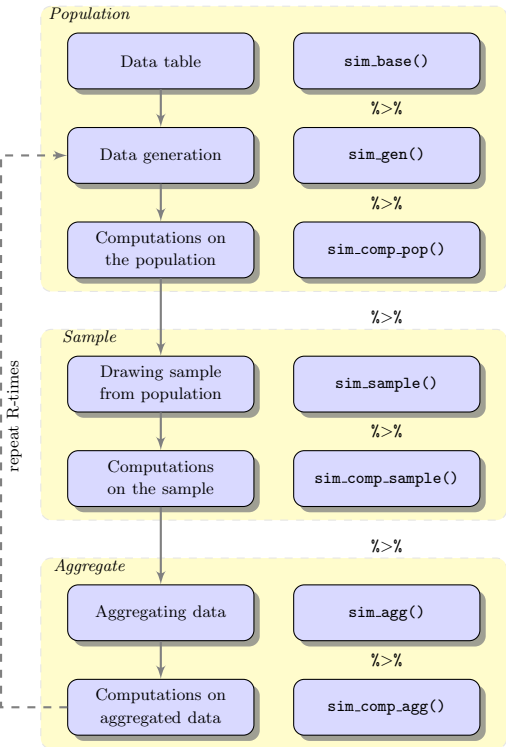 Population
Data table
sim_base()
%>%
Data generation
sim_gen()
%>%
Computations on
the population
sim_comp_pop()
%>%
Sample
Drawing sample
from population
sim_sample()
%>%
Computations
on the sample
sim_comp_sample()
%>%
Aggregate
Aggregating data
sim_agg()
%>%
Computations on
aggregated data
sim_comp_agg()
repeat R-times